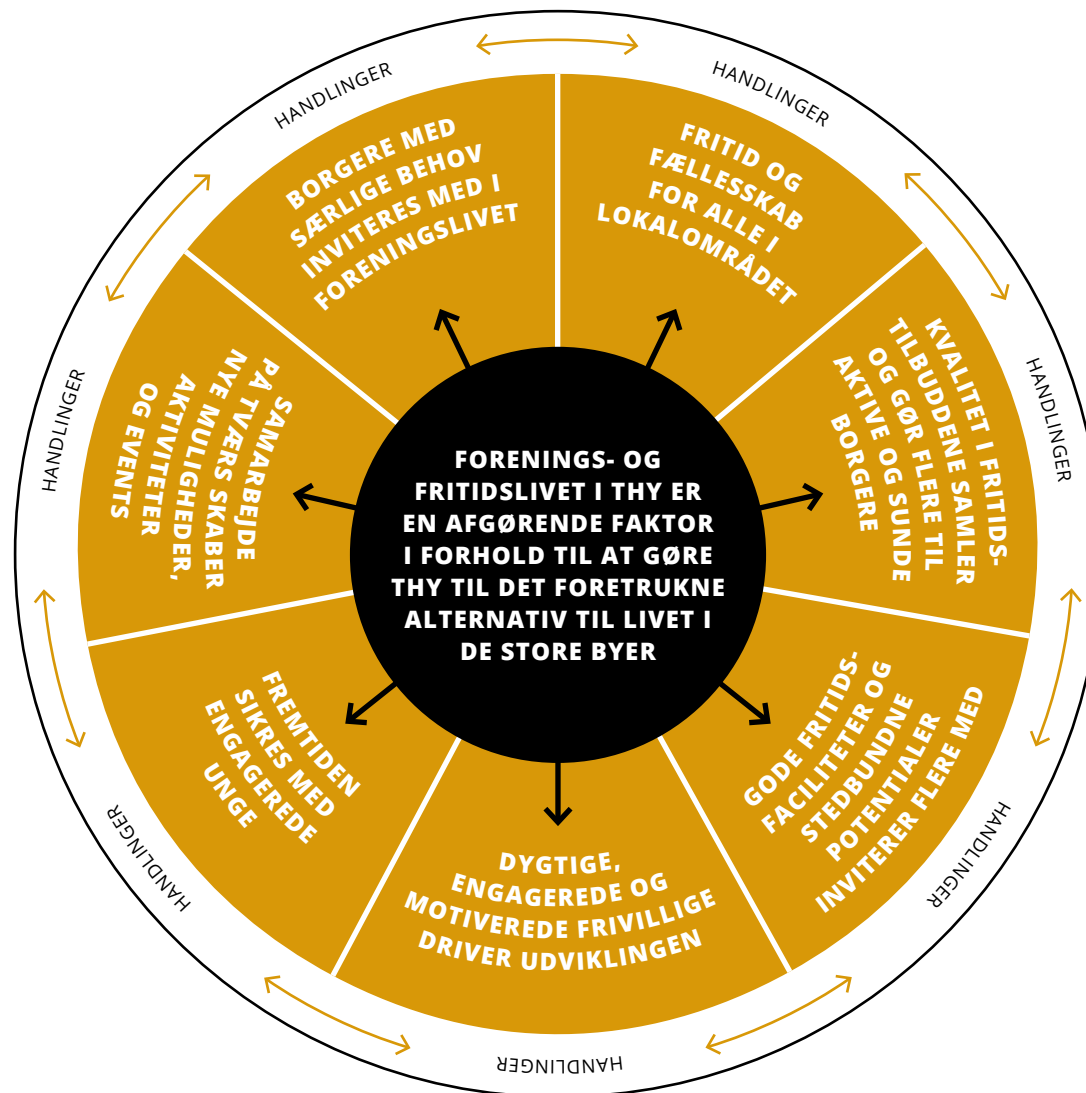 FORENINGS- OG
FRITIDSLIVET I THY ER
EN AFGØRENDE FAKTOR
I FORHOLD TIL AT GØRE
THY TIL DET FORETRUKNE
ALTERNATIV TIL LIVET I
DE STORE BYER
FRITID OG
FÆLLESSKAB
FOR ALLE I
LOKALOMRÅDET
HANDLINGER
KVALITET I FRITIDS-
TILBUDDENE SAMLER
OG GØR FLERE TIL
AKTIVE OG SUNDE
BORGERE
HANDLINGER
GODE FRITIDS-
FACILITETER OG
STEDBUNDNE
POTENTIALER
INVITERER FLERE MED
HANDLINGER
DYGTIGE,
ENGAGEREDE OG
MOTIVEREDE FRIVILLIGE
DRIVER UDVIKLINGEN
HANDLINGER
FREMTIDEN
SIKRES MED
ENGAGEREDE
UNGE
HANDLINGER
SAMARBEJDE
PÅ TVÆRS SKABER
NYE MULIGHEDER,
AKTIVITETER
OG EVENTS
HANDLINGER
BORGERE MED
SÆRLIGE BEHOV
INVITERES MED I
FORENINGSLIVET
HANDLINGER